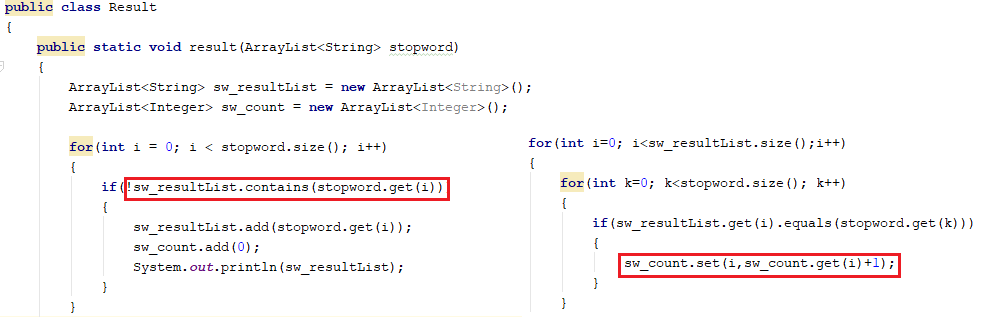 public class Result
{
public static void result(ArrayList<String> stopword)
{
ArrayList<String> sw_resultList = new ArrayList<String>();
ArrayList<Integer> sw_count = new ArrayList<Integer>();
for(int i = 0; i < stopword.size(); i++)
{
if(!sw_resultList.contains(stopword.get(i))
{
sw_resultList.add(stopword.get(i));
sw_count.add(0);
System.out.println(sw_resultList);
}
}
for(int i=0; i<sw_resultList.size();i++)
{
for(int k=0; k<stopword.size(); k++)
{
if(sw_resultList.get(i).equals(stopword.get(k)))
{
sw_count.set(i,sw_count.get(i)+1);
}
}